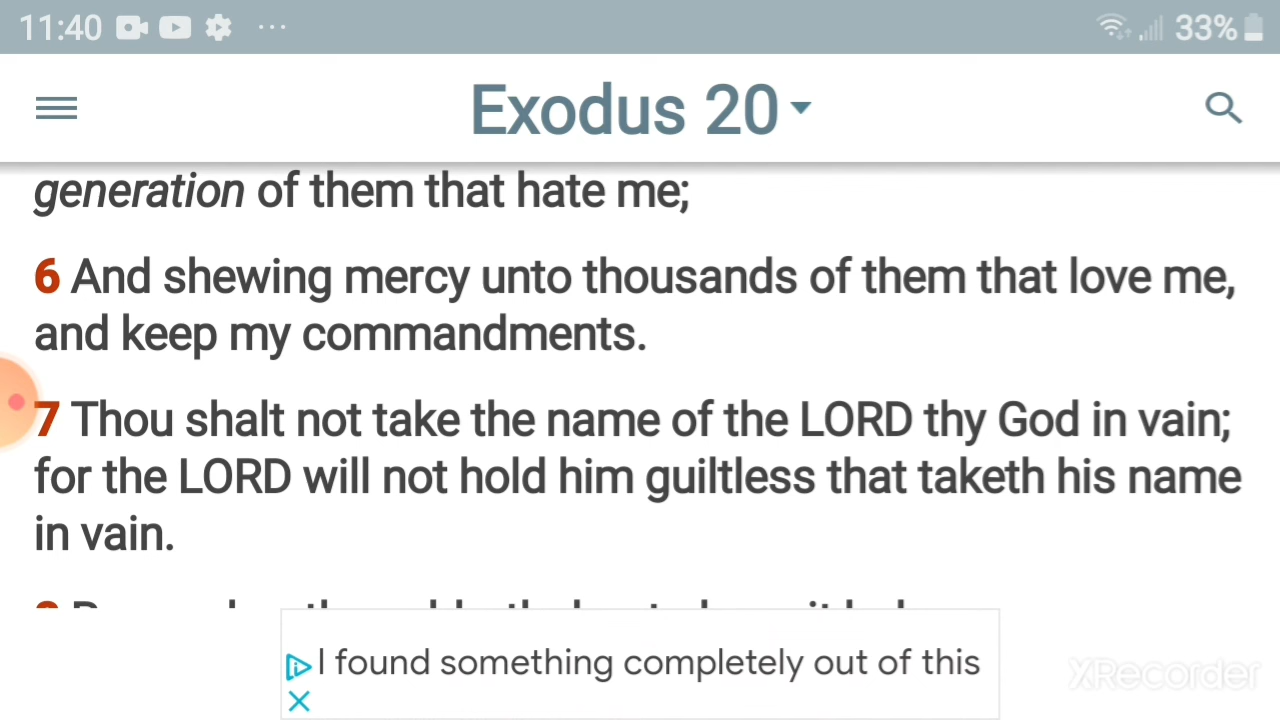 11:40 ... 33%
Exodus 20
generation of them that hate me;
6 And shewing mercy unto thousands of them that love me,
and keep my commandments.
7 Thou shalt not take the name of the LORD thy God in vain;
for the LORD will not hold him guiltless that taketh his name
in vain.
I found something completely out of this
XRecorder